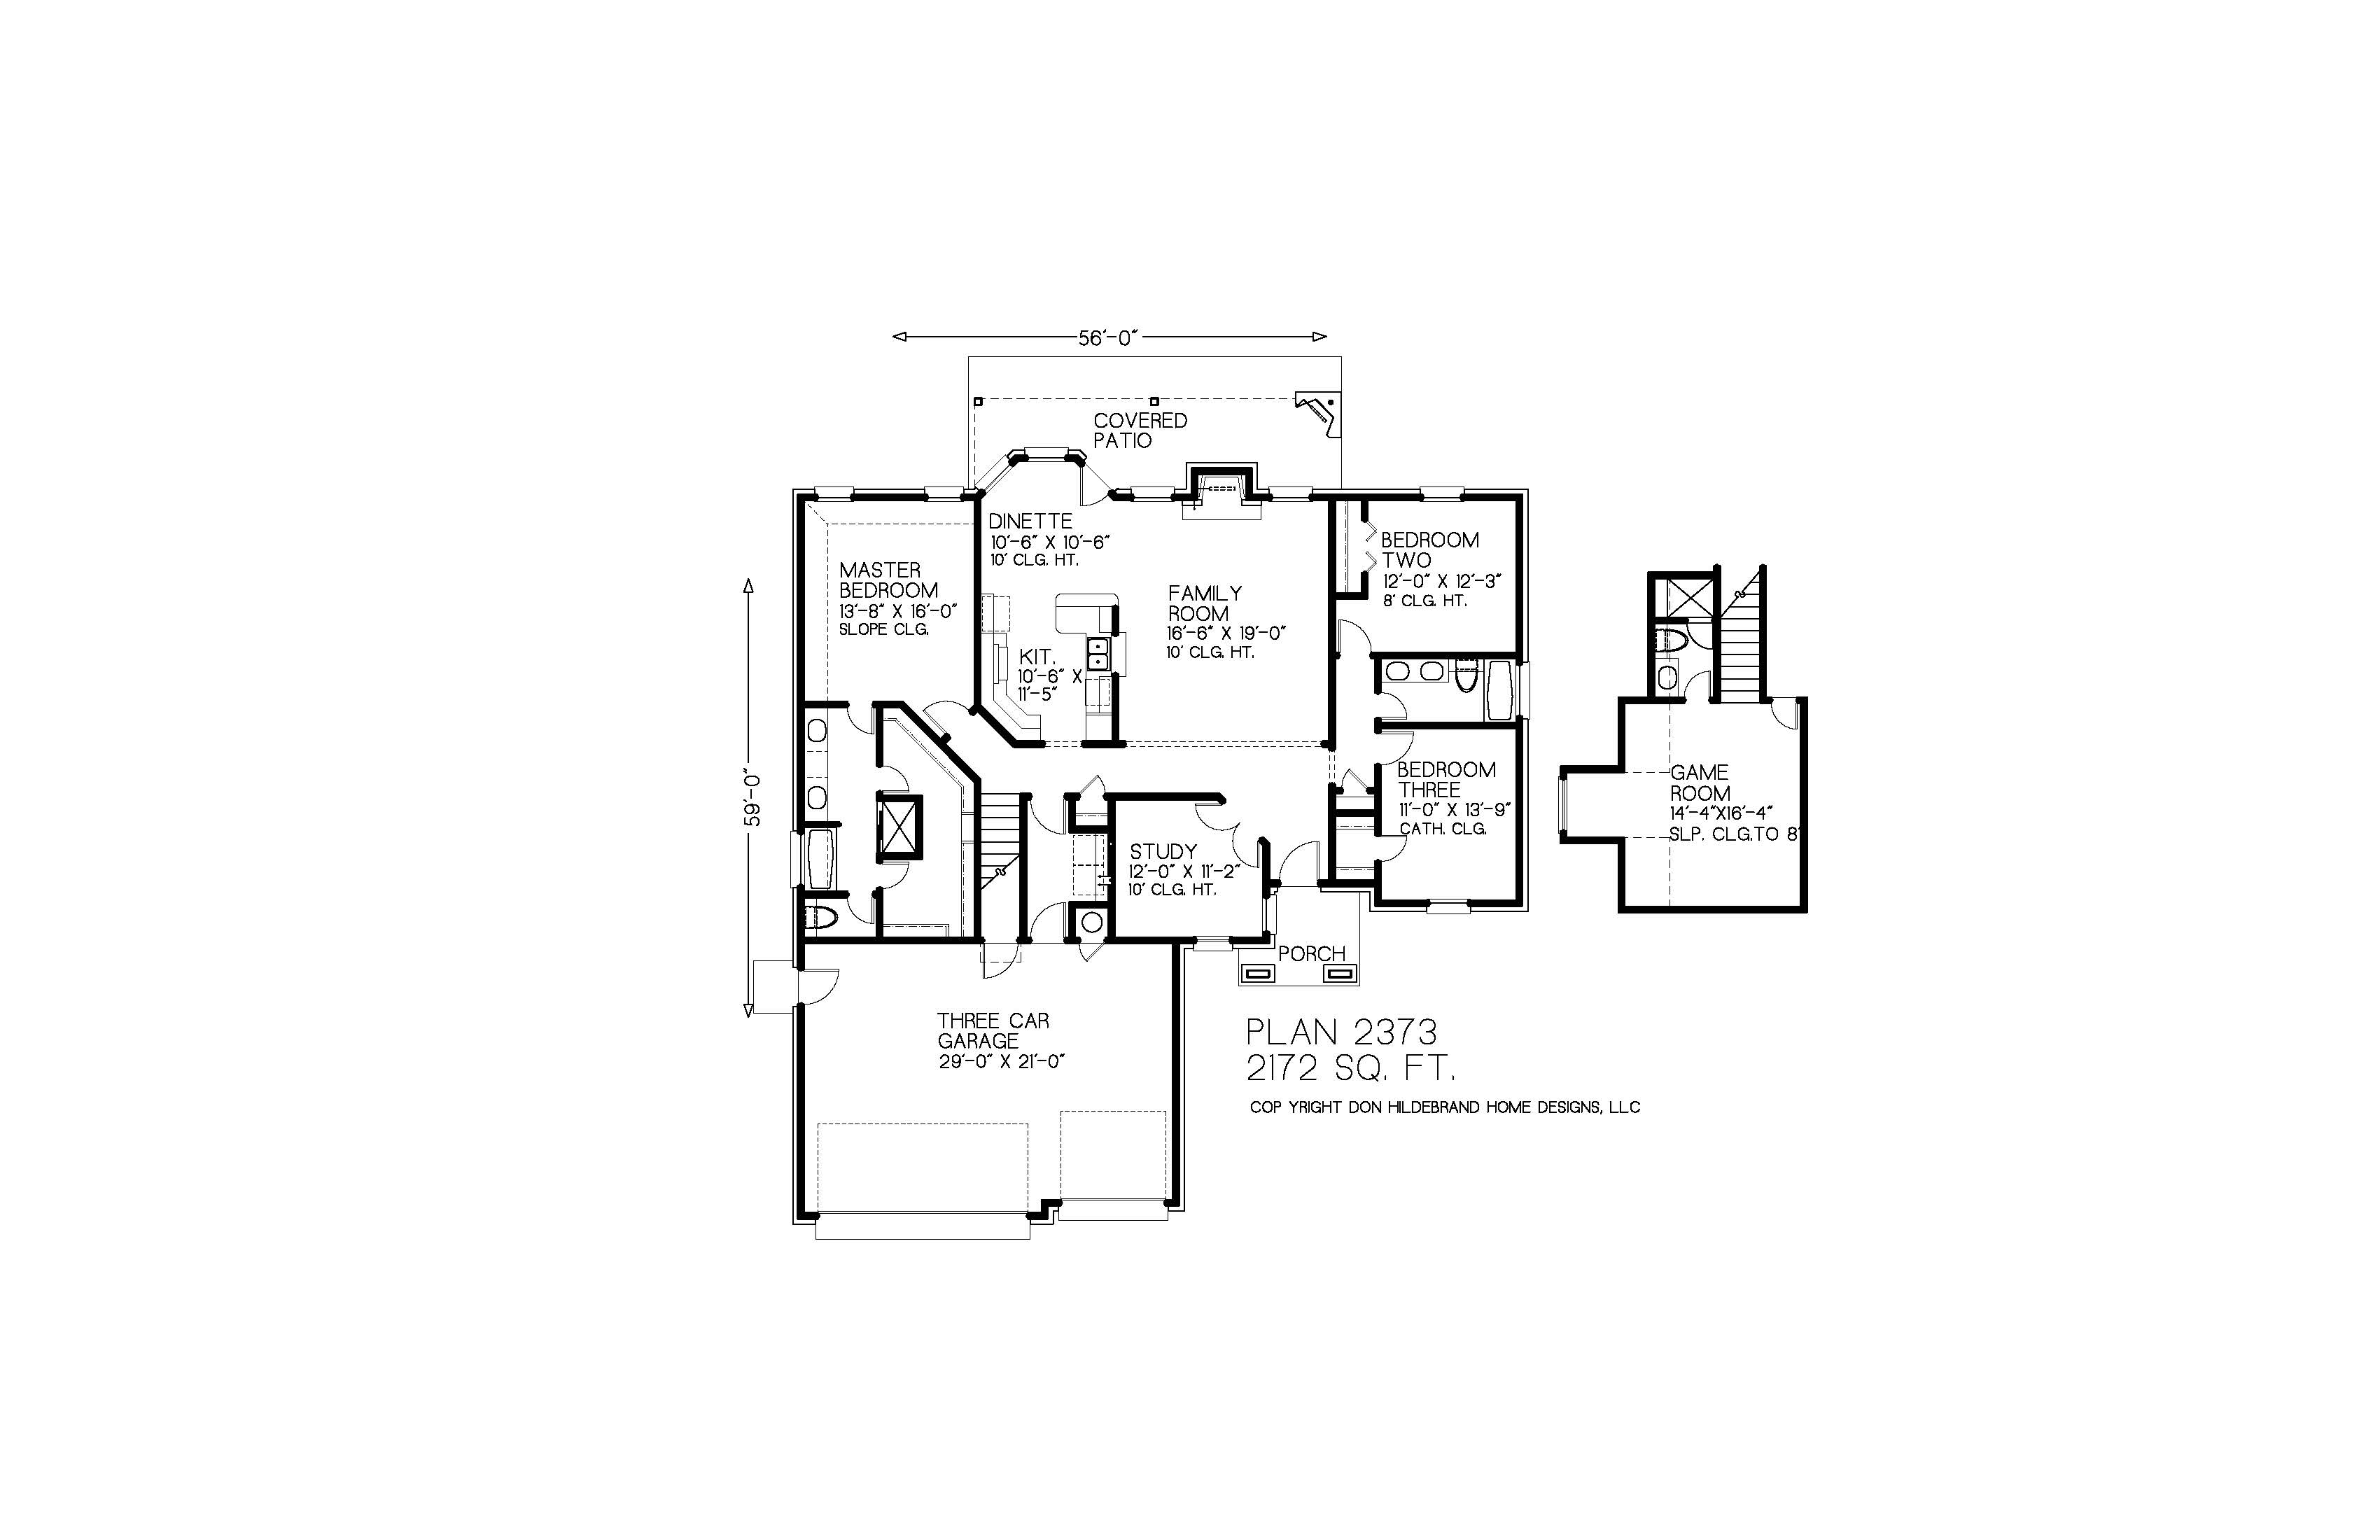 56'-0"
COVERED
PATIO
DINETTE
10'-6" X 10'-6"
10' CLG. HT.
MASTER
BEDROOM
13'-8" X 16'-0"
SLOPE CLG.
FAMILY
ROOM
16'-6" X 19'-0"
10' CLG. HT.
BEDROOM
TWO
12'-0" X 12'-3"
8' CLG. HT.
KIT.
10'-6" X
11'-5"
59'-0"
BEDROOM
THREE
11'-0" X 13'-9"
CATH. CLG.
GAME
ROOM
14'-4"X16'-4"
SLP. CLG.TO 8'
STUDY
12'-0" X 11'-2"
10' CLG. HT.
PORCH
THREE CAR
GARAGE
29'-0" X 21'-0"
PLAN 2373
2172 SQ. FT.
COP YRIGHT DON HILDEBRAND HOME DESIGNS, LLC